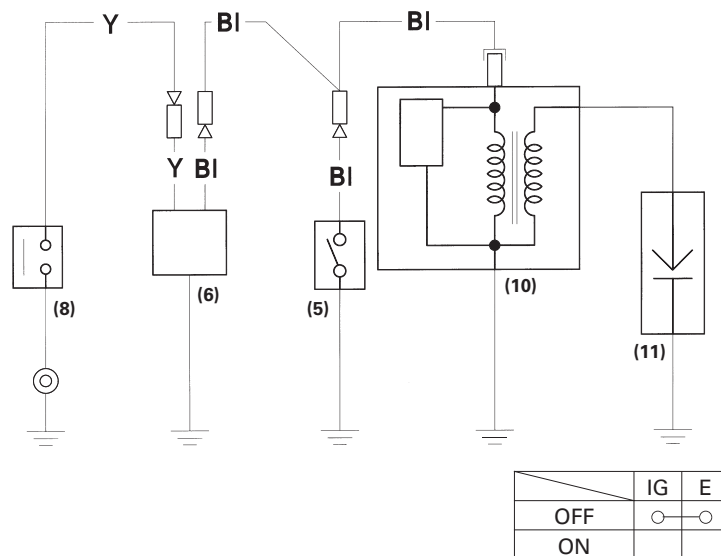 Y Bl Bl
Y Bl Bl
(8) (6) (5) (10) (11)
IG E
OFF
ON